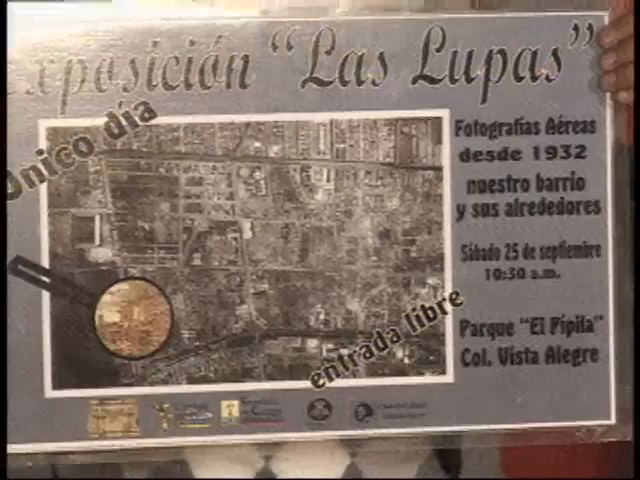 Exposición "Las Lupas"
Único día
Fotografías Aéreas
desde 1932
nuestro barrio
y sus alrededores
Sábado 25 de septiembre
10:30 a.m.
entrada libre
Parque "El Pípila"
Col. Vista Alegre